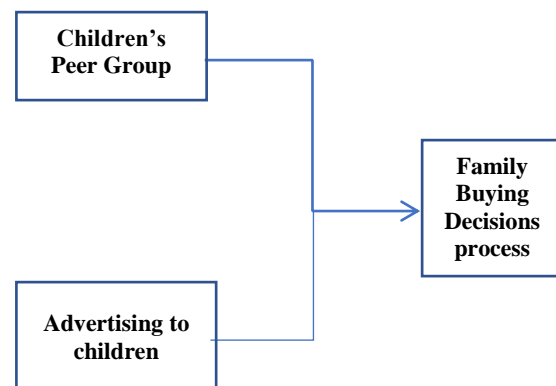 Children’s
Peer Group
Family
Buying
Decisions
process
Advertising to
children